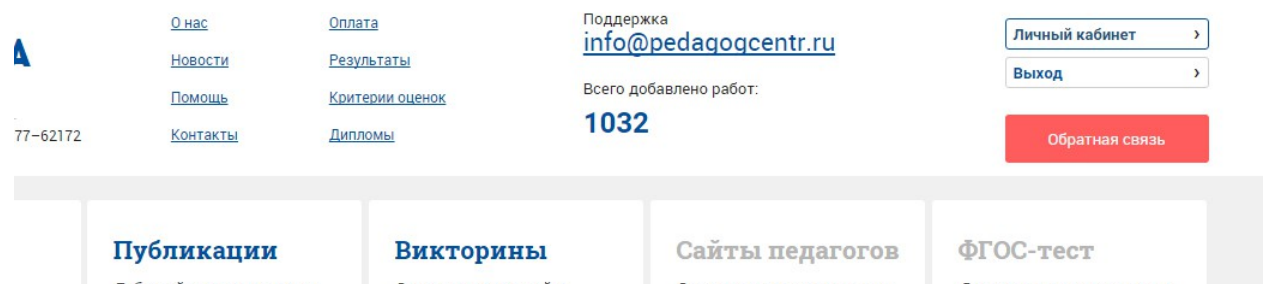 О нас
Новости
Помощь
Контакты
77–62172
Оплата
Результаты
Критерии оценок
Дипломы
Поддержка
info@pedagogcentr.ru
Всего добавлено работ:
1032
Личный кабинет
Выход
Обратная связь
Публикации
Викторины
Сайты педагогов
ФГОС-тест